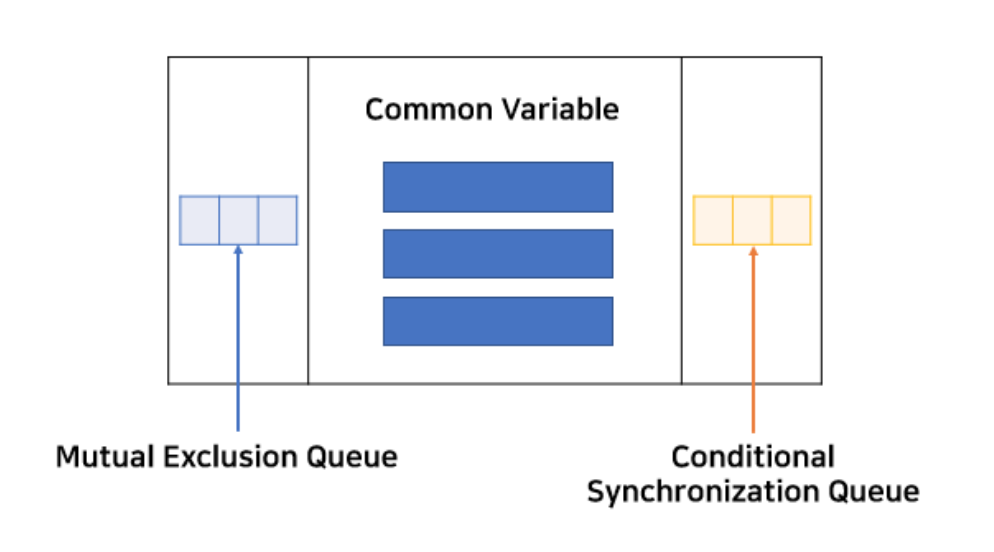 Common Variable
Mutual Exclusion Queue
Conditional
Synchronization Queue